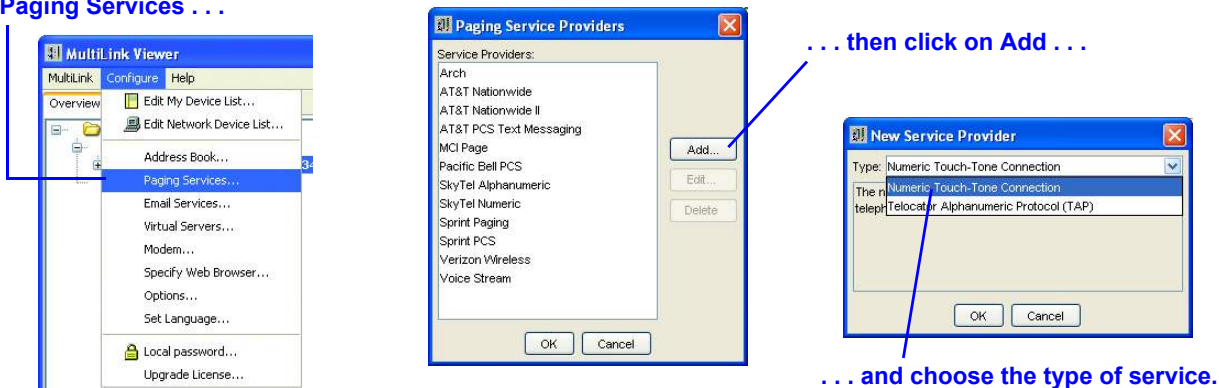 Paging Services . . .
MultiLink Viewer
MultiLink Configure Help
Overview
Edit My Device List...
Edit Network Device List...
Address Book...
34
Paging Services...
Email Services...
Virtual Servers...
Modem...
Specify Web Browser...
Options...
Set Language...
Local password...
Upgrade License...
Paging Service Providers
Service Providers:
Arch
AT&T Nationwide
AT&T Nationwide II
AT&T PCS Text Messaging
MCI Page
Pacific Bell PCS
SkyTel Alphanumeric
SkyTel Numeric
Sprint Paging
Sprint PCS
Verizon Wireless
Voice Stream
Add...
Edit...
Delete
OK Cancel
. . . then click on Add . . .
New Service Provider
Type: Numeric Touch-Tone Connection
The n
Numeric Touch-Tone Connection
teleph
Telocator Alphanumeric Protocol (TAP)
OK Cancel
. . . and choose the type of service.